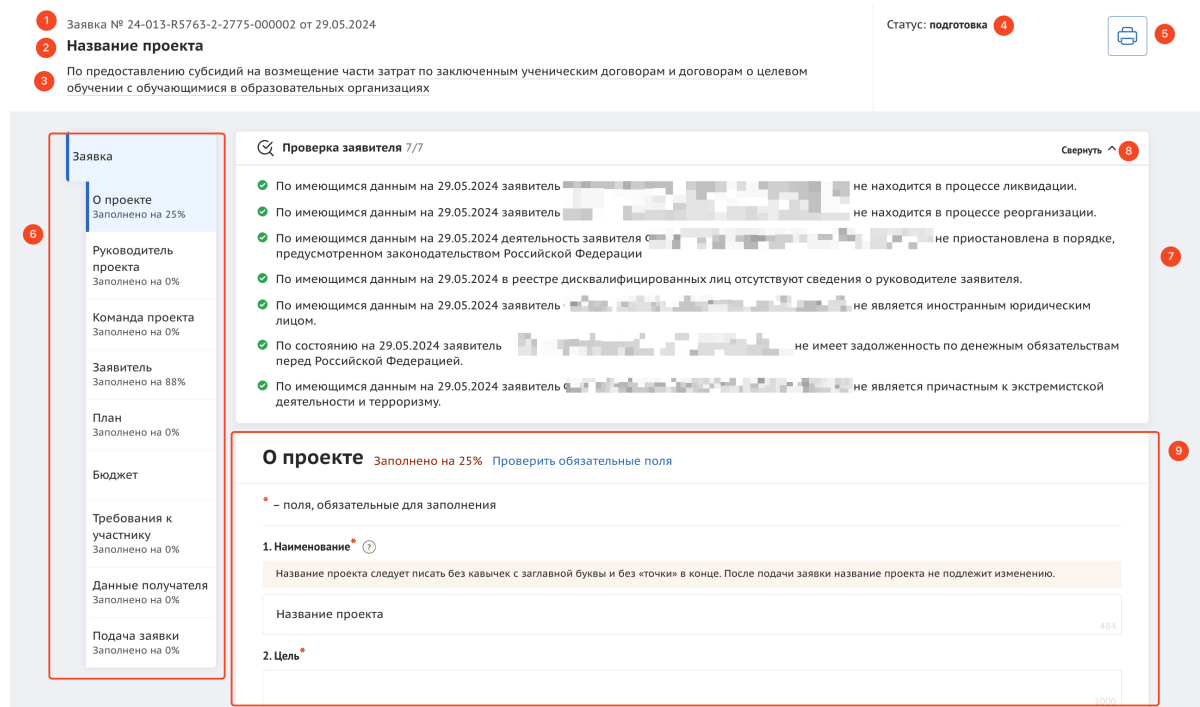 1
Заявка № 24-013-R5763-2-2775-000002 от 29.05.2024
2
Название проекта
3
По предоставлению субсидий на возмещение части затрат по заключенным ученическим договорам и договорам о целевом
обучении с обучающимися в образовательных организациях
Статус: подготовка
4
5
6
Заявка
О проекте
Заполнено на 25%
Руководитель
проекта
Заполнено на 0%
Команда проекта
Заполнено на 0%
Заявитель
Заполнено на 88%
План
Заполнено на 0%
Бюджет
Требования к
участнику
Заполнено на 0%
Данные получателя
Заполнено на 0%
Подача заявки
Заполнено на 0%
Проверка заявителя 7/7
Свернуть
8
По имеющимся данным на 29.05.2024 заявитель не находится в процессе ликвидации.
По имеющимся данным на 29.05.2024 заявитель не находится в процессе реорганизации.
По имеющимся данным на 29.05.2024 деятельность заявителя не приостановлена в порядке,
предусмотренном законодательством Российской Федерации
7
По имеющимся данным на 29.05.2024 в реестре дисквалифицированных лиц отсутствуют сведения о руководителе заявителя.
По имеющимся данным на 29.05.2024 заявитель не является иностранным юридическим
лицом.
По состоянию на 29.05.2024 заявитель не имеет задолженность по денежным обязательствам
перед Российской Федерацией.
По имеющимся данным на 29.05.2024 заявитель не является причастным к экстремистской
деятельности и терроризму.
9
О проекте Заполнено на 25% Проверить обязательные поля
* – поля, обязательные для заполнения
1. Наименование* ?
Название проекта следует писать без кавычек с заглавной буквы и без «точки» в конце. После подачи заявки название проекта не подлежит изменению.
Название проекта
484
2. Цель*
1000